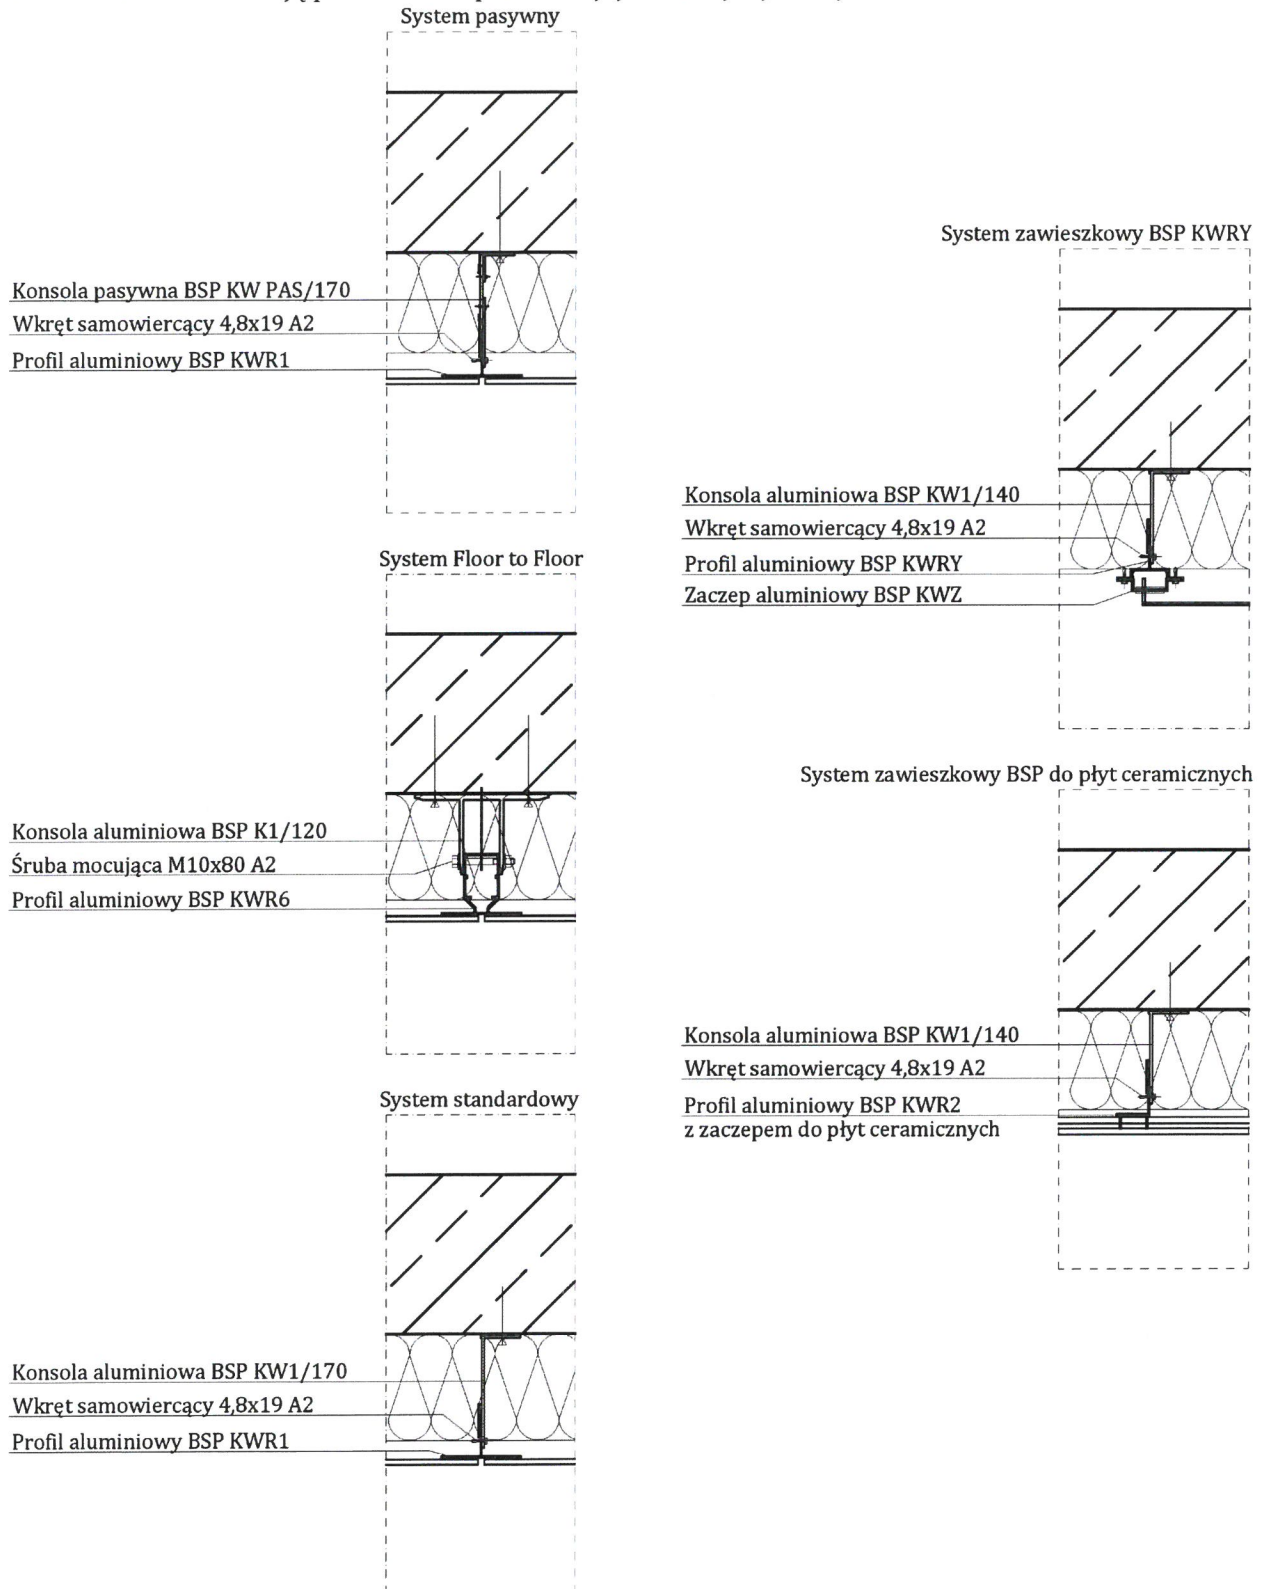 System pasywny
Konsola pasywna BSP KW PAS/170
Wkręt samowiercący 4,8x19 A2
Profil aluminiowy BSP KWR1
System Floor to Floor
Konsola aluminiowa BSP K1/120
Śruba mocująca M10x80 A2
Profil aluminiowy BSP KWR6
System standardowy
Konsola aluminiowa BSP KW1/170
Wkręt samowiercący 4,8x19 A2
Profil aluminiowy BSP KWR1
System zawieszkowy BSP KWRY
Konsola aluminiowa BSP KW1/140
Wkręt samowiercący 4,8x19 A2
Profil aluminiowy BSP KWRY
Zaczep aluminiowy BSP KWZ
System zawieszkowy BSP do płyt ceramicznych
Konsola aluminiowa BSP KW1/140
Wkręt samowiercący 4,8x19 A2
Profil aluminiowy BSP KWR2
z zaczepem do płyt ceramicznych